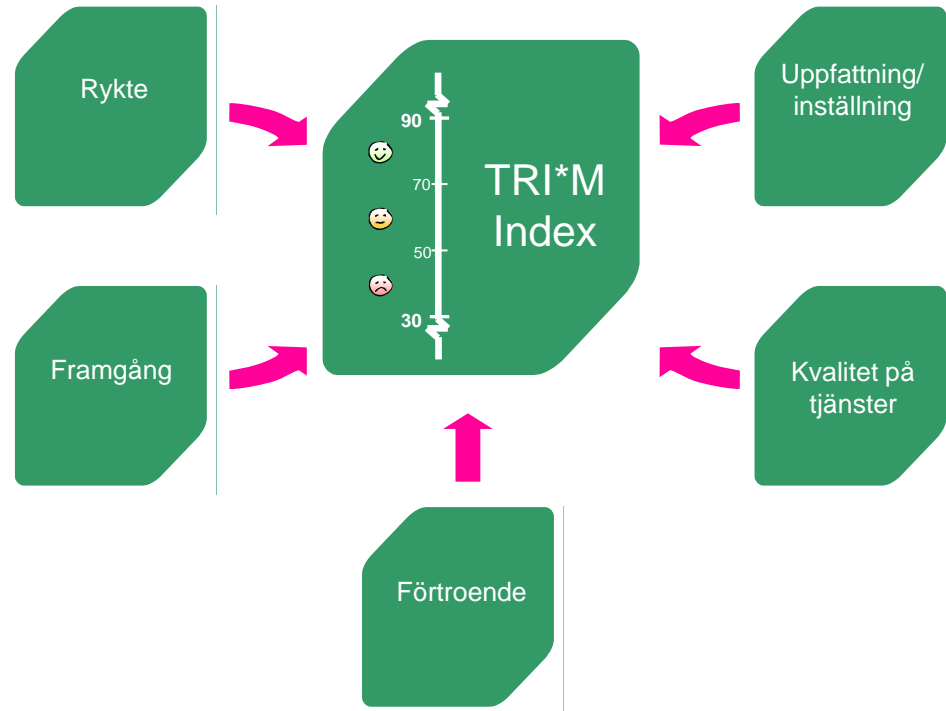 Rykte
Uppfattning/
inställning
90
70
50
30
TRI*M
Index
Framgång
Kvalitet på
tjänster
Förtroende